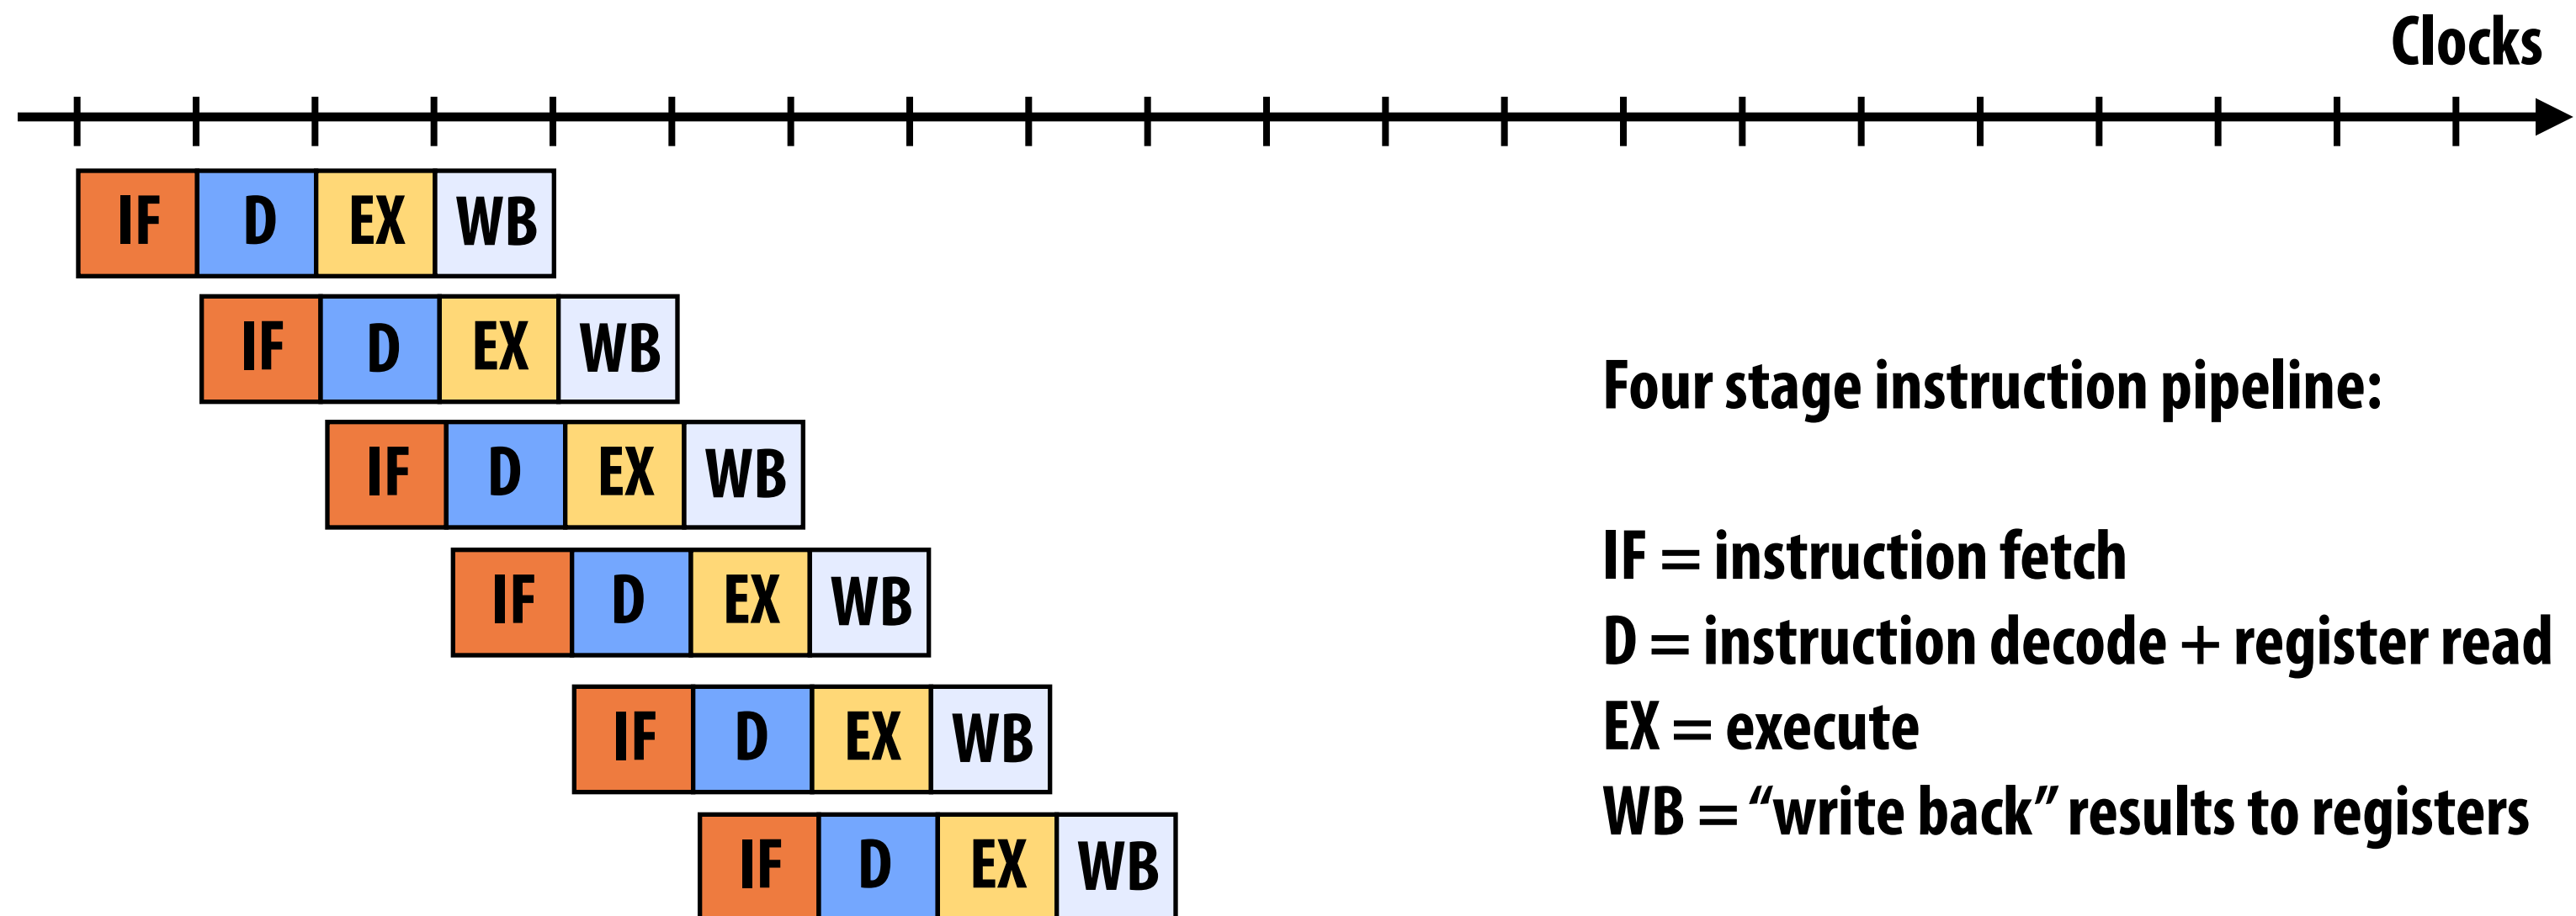 Clocks
IF D EX WB
IF D EX WB
IF D EX WB
IF D EX WB
IF D EX WB
IF D EX WB
Four stage instruction pipeline:
IF = instruction fetch
D = instruction decode + register read
EX = execute
WB = “write back” results to registers